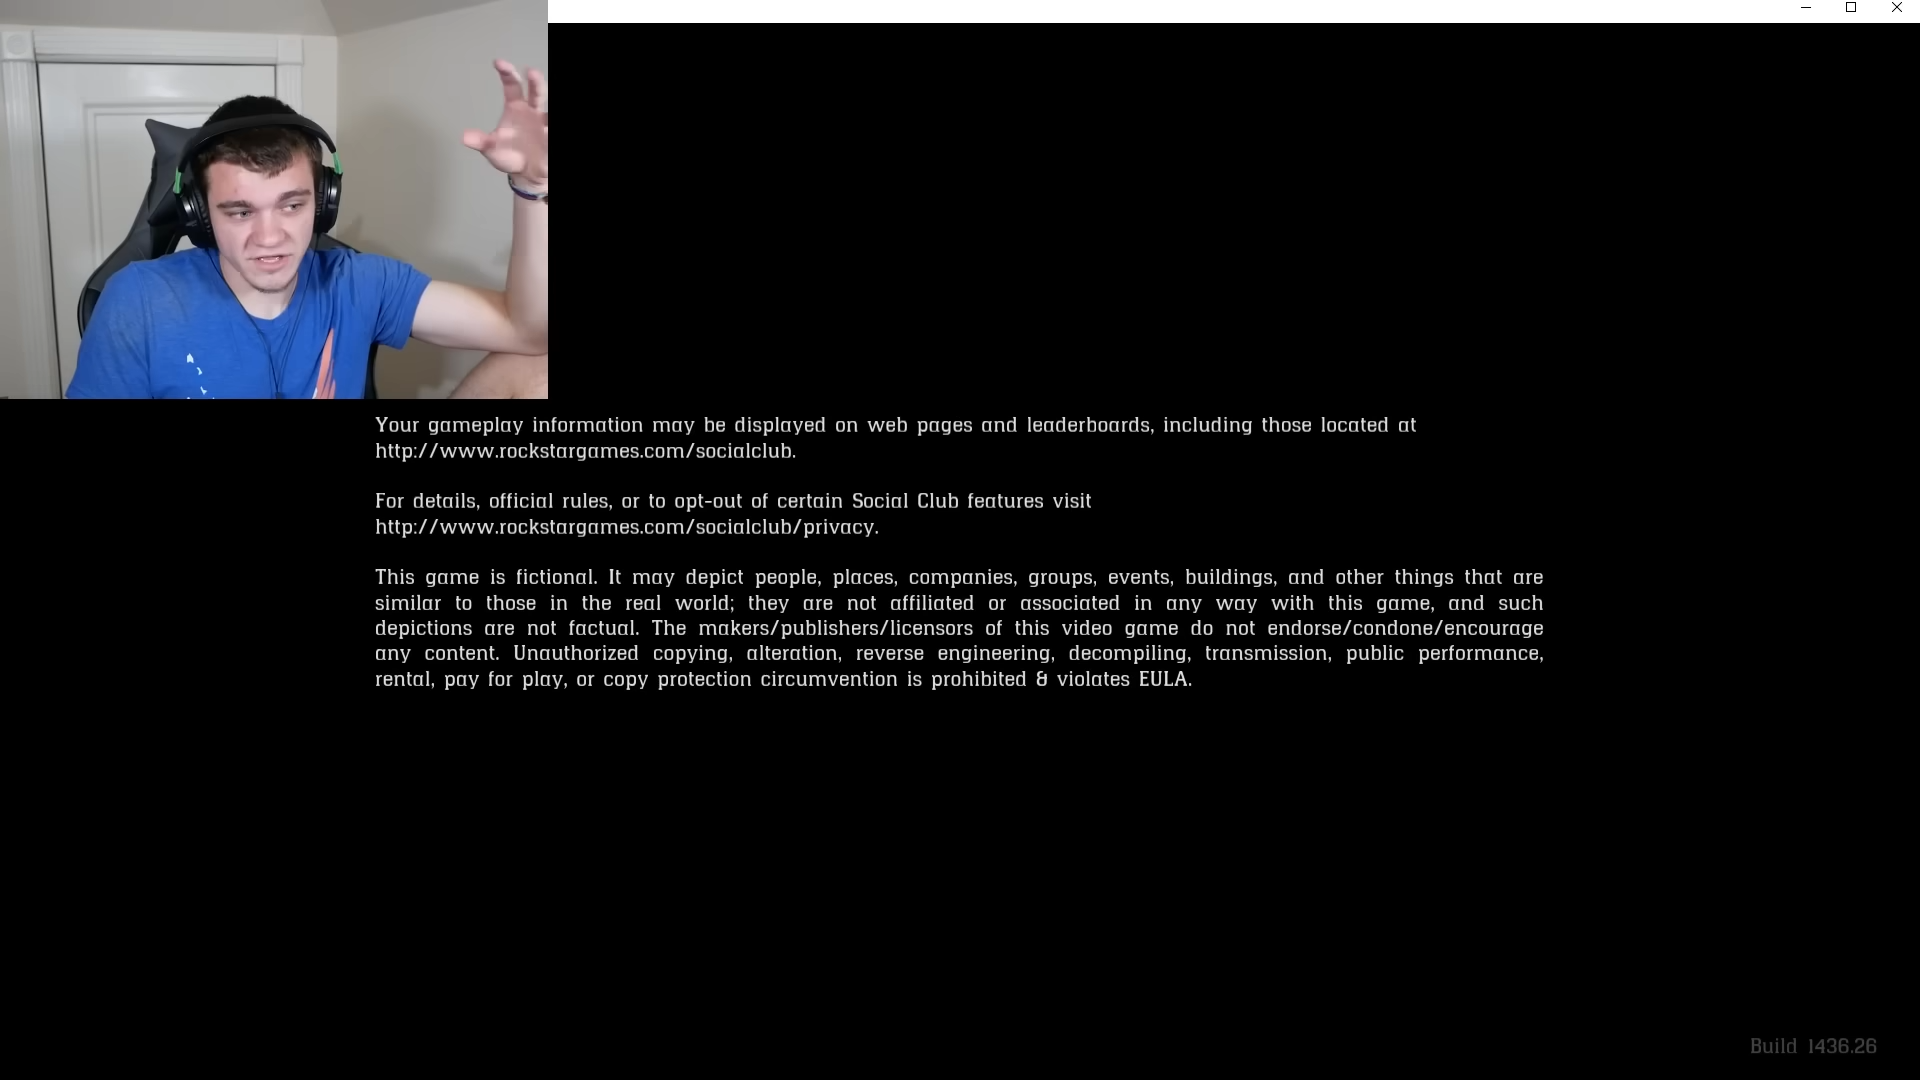 Your gameplay information may be displayed on web pages and leaderboards, including those located at
http://www.rockstargames.com/socialclub.
For details, official rules, or to opt-out of certain Social Club features visit
http://www.rockstargames.com/socialclub/privacy.
This game is fictional. It may depict people, places, companies, groups, events, buildings, and other things that are
similar to those in the real world; they are not affiliated or associated in any way with this game, and such
depictions are not factual. The makers/publishers/licensors of this video game do not endorse/condone/encourage
any content. Unauthorized copying, alteration, reverse engineering, decompiling, transmission, public performance,
rental, pay for play, or copy protection circumvention is prohibited & violates EULA.
Build 1436.26